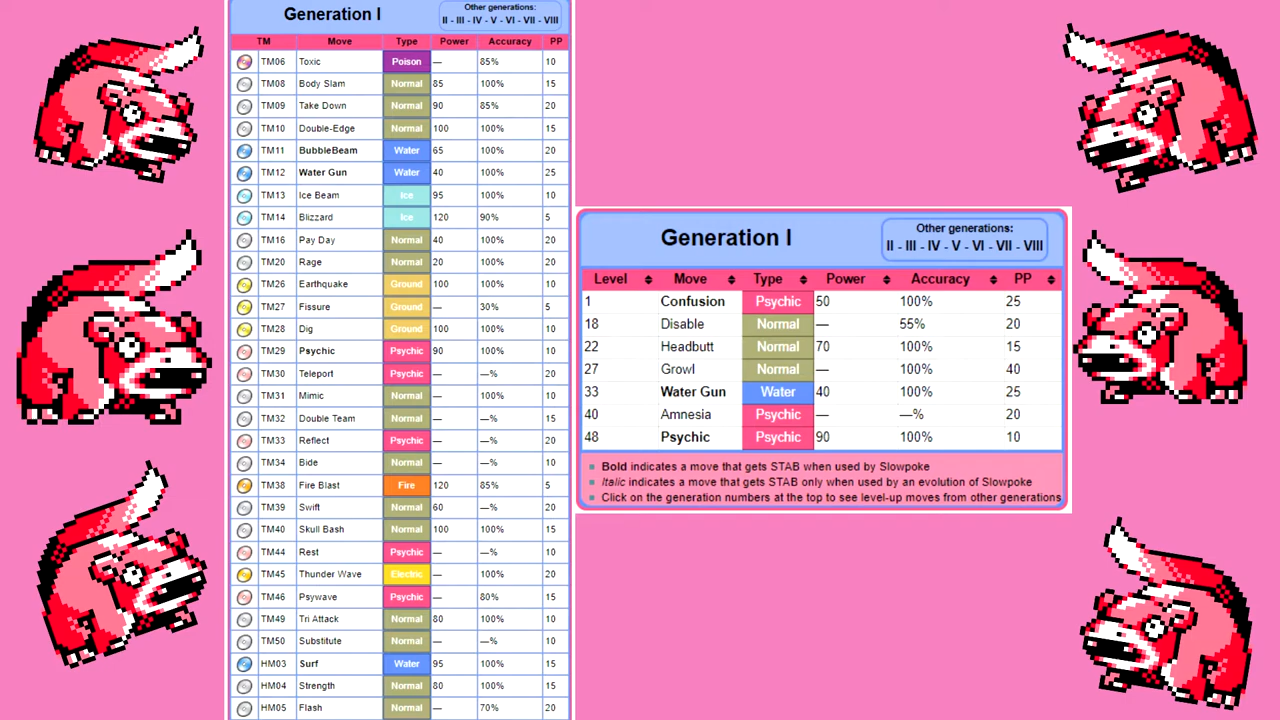 Generation I
Other generations:
II - III - IV - V - VI - VII - VIII
TM Move Type Power Accuracy PP
TM06 Toxic Poison — 85% 10
TM08 Body Slam Normal 85 100% 15
TM09 Take Down Normal 90 85% 20
TM10 Double-Edge Normal 100 100% 15
TM11 BubbleBeam Water 65 100% 20
TM12 Water Gun Water 40 100% 25
TM13 Ice Beam Ice 95 100% 10
TM14 Blizzard Ice 120 90% 5
TM16 Pay Day Normal 40 100% 20
TM20 Rage Normal 20 100% 20
TM26 Earthquake Ground 100 100% 10
TM27 Fissure Ground — 30% 5
TM28 Dig Ground 100 100% 10
TM29 Psychic Psychic 90 100% 10
TM30 Teleport Psychic — —% 20
TM31 Mimic Normal — 100% 10
TM32 Double Team Normal — —% 15
TM33 Reflect Psychic — —% 20
TM34 Bide Normal — —% 10
TM38 Fire Blast Fire 120 85% 5
TM39 Swift Normal 60 —% 20
TM40 Skull Bash Normal 100 100% 15
TM44 Rest Psychic — —% 10
TM45 Thunder Wave Electric — 100% 20
TM46 Psywave Psychic — 80% 15
TM49 Tri Attack Normal 80 100% 10
TM50 Substitute Normal — —% 10
HM03 Surf Water 95 100% 15
HM04 Strength Normal 80 100% 15
HM05 Flash Normal — 70% 20
Generation I
Other generations:
II - III - IV - V - VI - VII - VIII
Level Move Type Power Accuracy PP
1 Confusion Psychic 50 100% 25
18 Disable Normal — 55% 20
22 Headbutt Normal 70 100% 15
27 Growl Normal — 100% 40
33 Water Gun Water 40 100% 25
40 Amnesia Psychic — —% 20
48 Psychic Psychic 90 100% 10
Bold indicates a move that gets STAB when used by Slowpoke
Italic indicates a move that gets STAB only when used by an evolution of Slowpoke
Click on the generation numbers at the top to see level-up moves from other generations